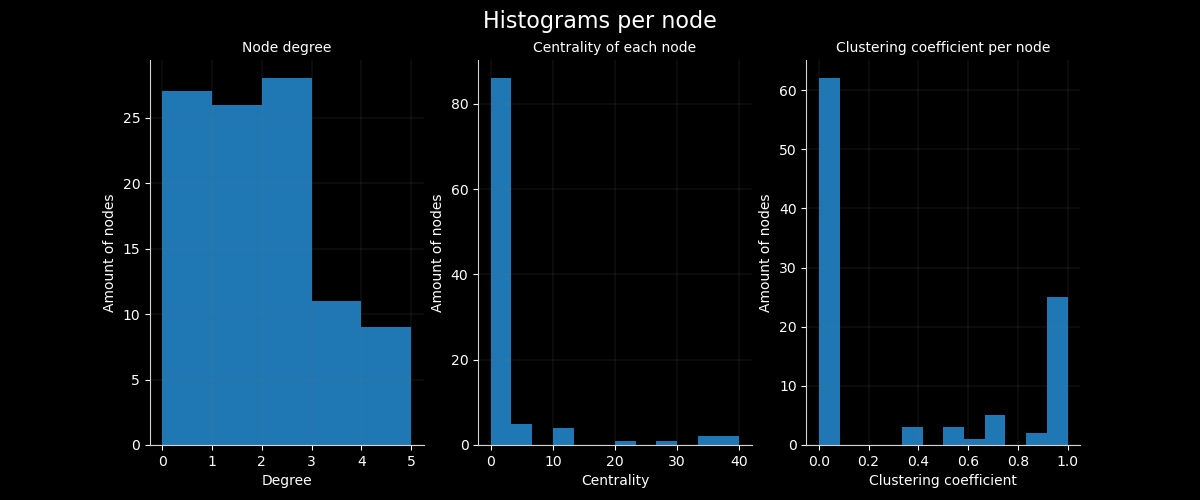 Histograms per node
Node degree
Amount of nodes
25
20
15
10
5
0
0 1 2 3 4 5
Degree
Centrality of each node
Amount of nodes
80
60
40
20
0
0 10 20 30 40
Centrality
Clustering coefficient per node
Amount of nodes
60
50
40
30
20
10
0
0.0 0.2 0.4 0.6 0.8 1.0
Clustering coefficient